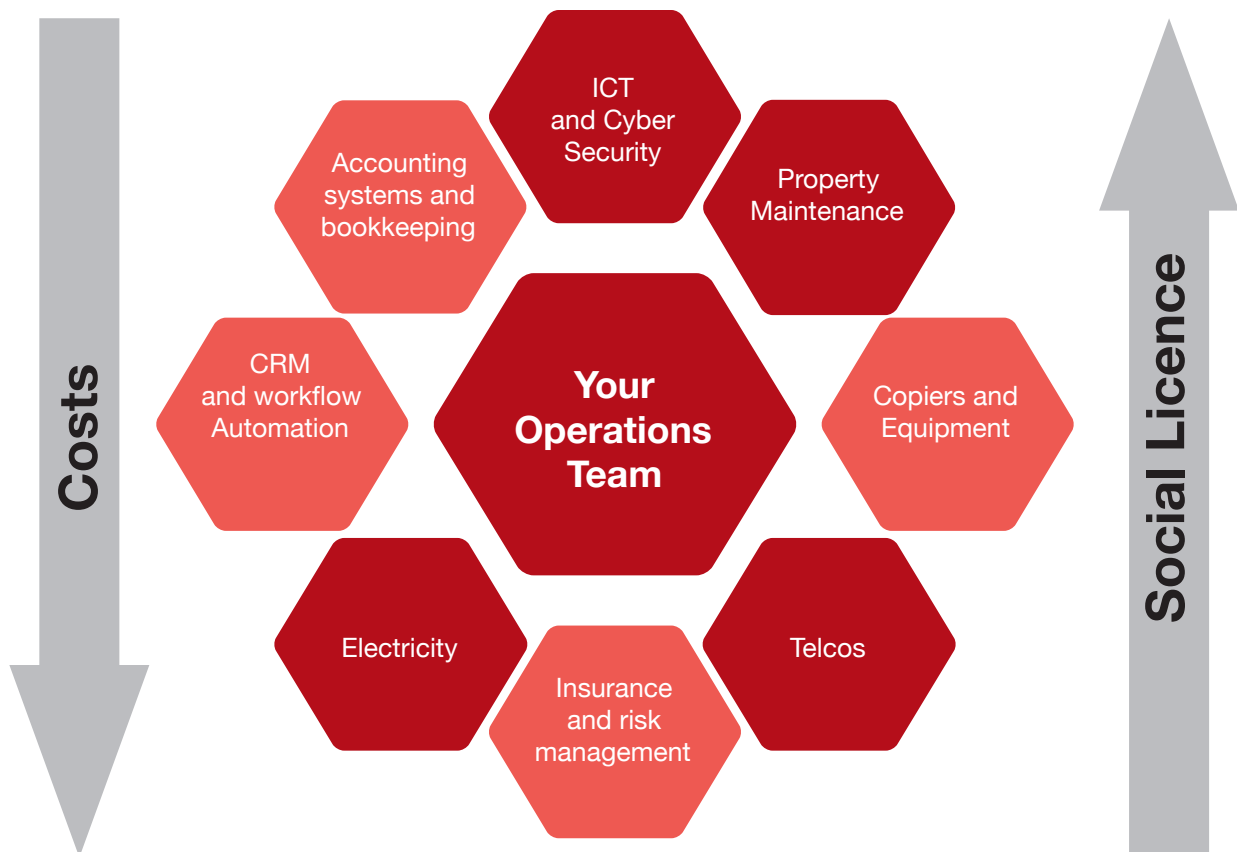 ICT
and Cyber
Security
Accounting
systems and
bookkeeping
Property
Maintenance
CRM
and workflow
Automation
Your
Operations
Team
Copiers and
Equipment
Electricity
Insurance
and risk
management
Telcos
Costs
Social Licence